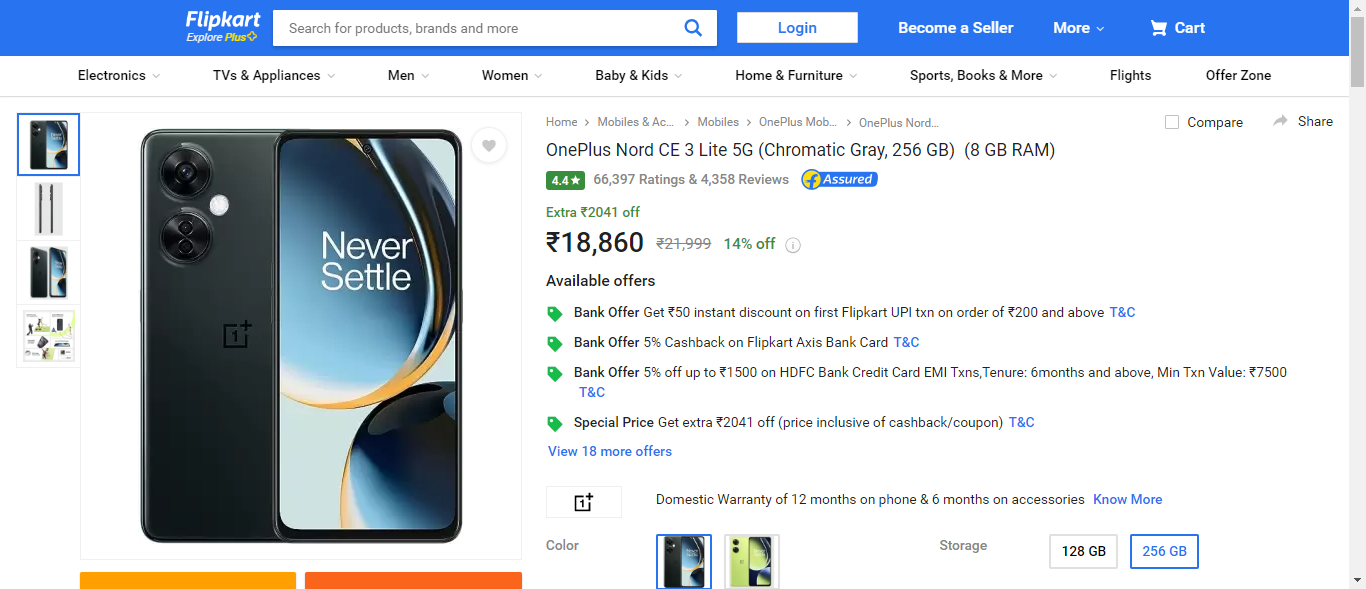 Flipkart
Explore Plus
Search for products, brands and more
Login
Become a Seller
More
Cart
Electronics
TVs & Appliances
Men
Women
Baby & Kids
Home & Furniture
Sports, Books & More
Flights
Offer Zone
Home > Mobiles & Ac... > Mobiles > OnePlus Mob... > OnePlus Nord...
Compare
Share
OnePlus Nord CE 3 Lite 5G (Chromatic Gray, 256 GB) (8 GB RAM)
4.4★ 66,397 Ratings & 4,358 Reviews Assured
Extra ₹2041 off
₹18,860 ₹21,999 14% off
Never
Settle
Available offers
Bank Offer Get ₹50 instant discount on first Flipkart UPI txn on order of ₹200 and above T&C
Bank Offer 5% Cashback on Flipkart Axis Bank Card T&C
Bank Offer 5% off up to ₹1500 on HDFC Bank Credit Card EMI Txns,Tenure: 6months and above, Min Txn Value: ₹7500
T&C
Special Price Get extra ₹2041 off (price inclusive of cashback/coupon) T&C
View 18 more offers
Domestic Warranty of 12 months on phone & 6 months on accessories Know More
Color
Storage
128 GB
256 GB